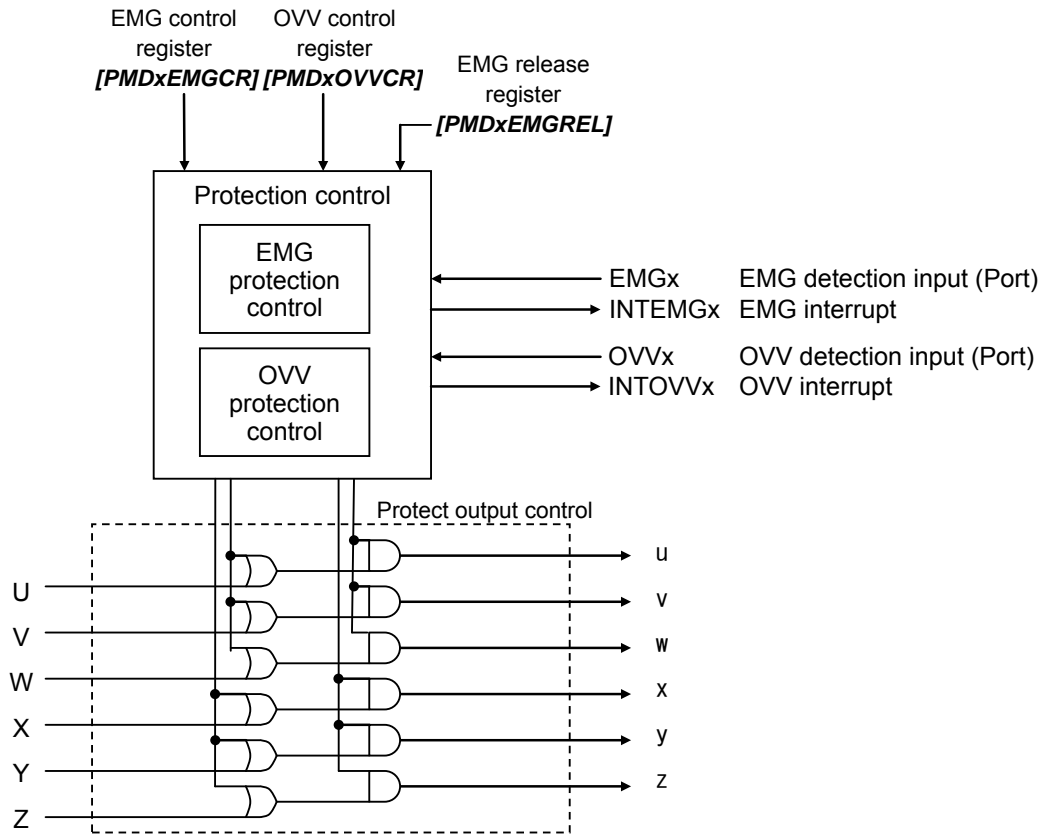 EMG control
register
[PMDxEMGCR]
OVV control
register
[PMDxOVVCR]
EMG release
register
[PMDxEMGREL]
Protection control
EMG
protection
control
OVV
protection
control
EMGx EMG detection input (Port)
INTEMGx EMG interrupt
OVVx OVV detection input (Port)
INTOVVx OVV interrupt
Protect output control
U
V
W
X
Y
Z
u
v
w
x
y
z